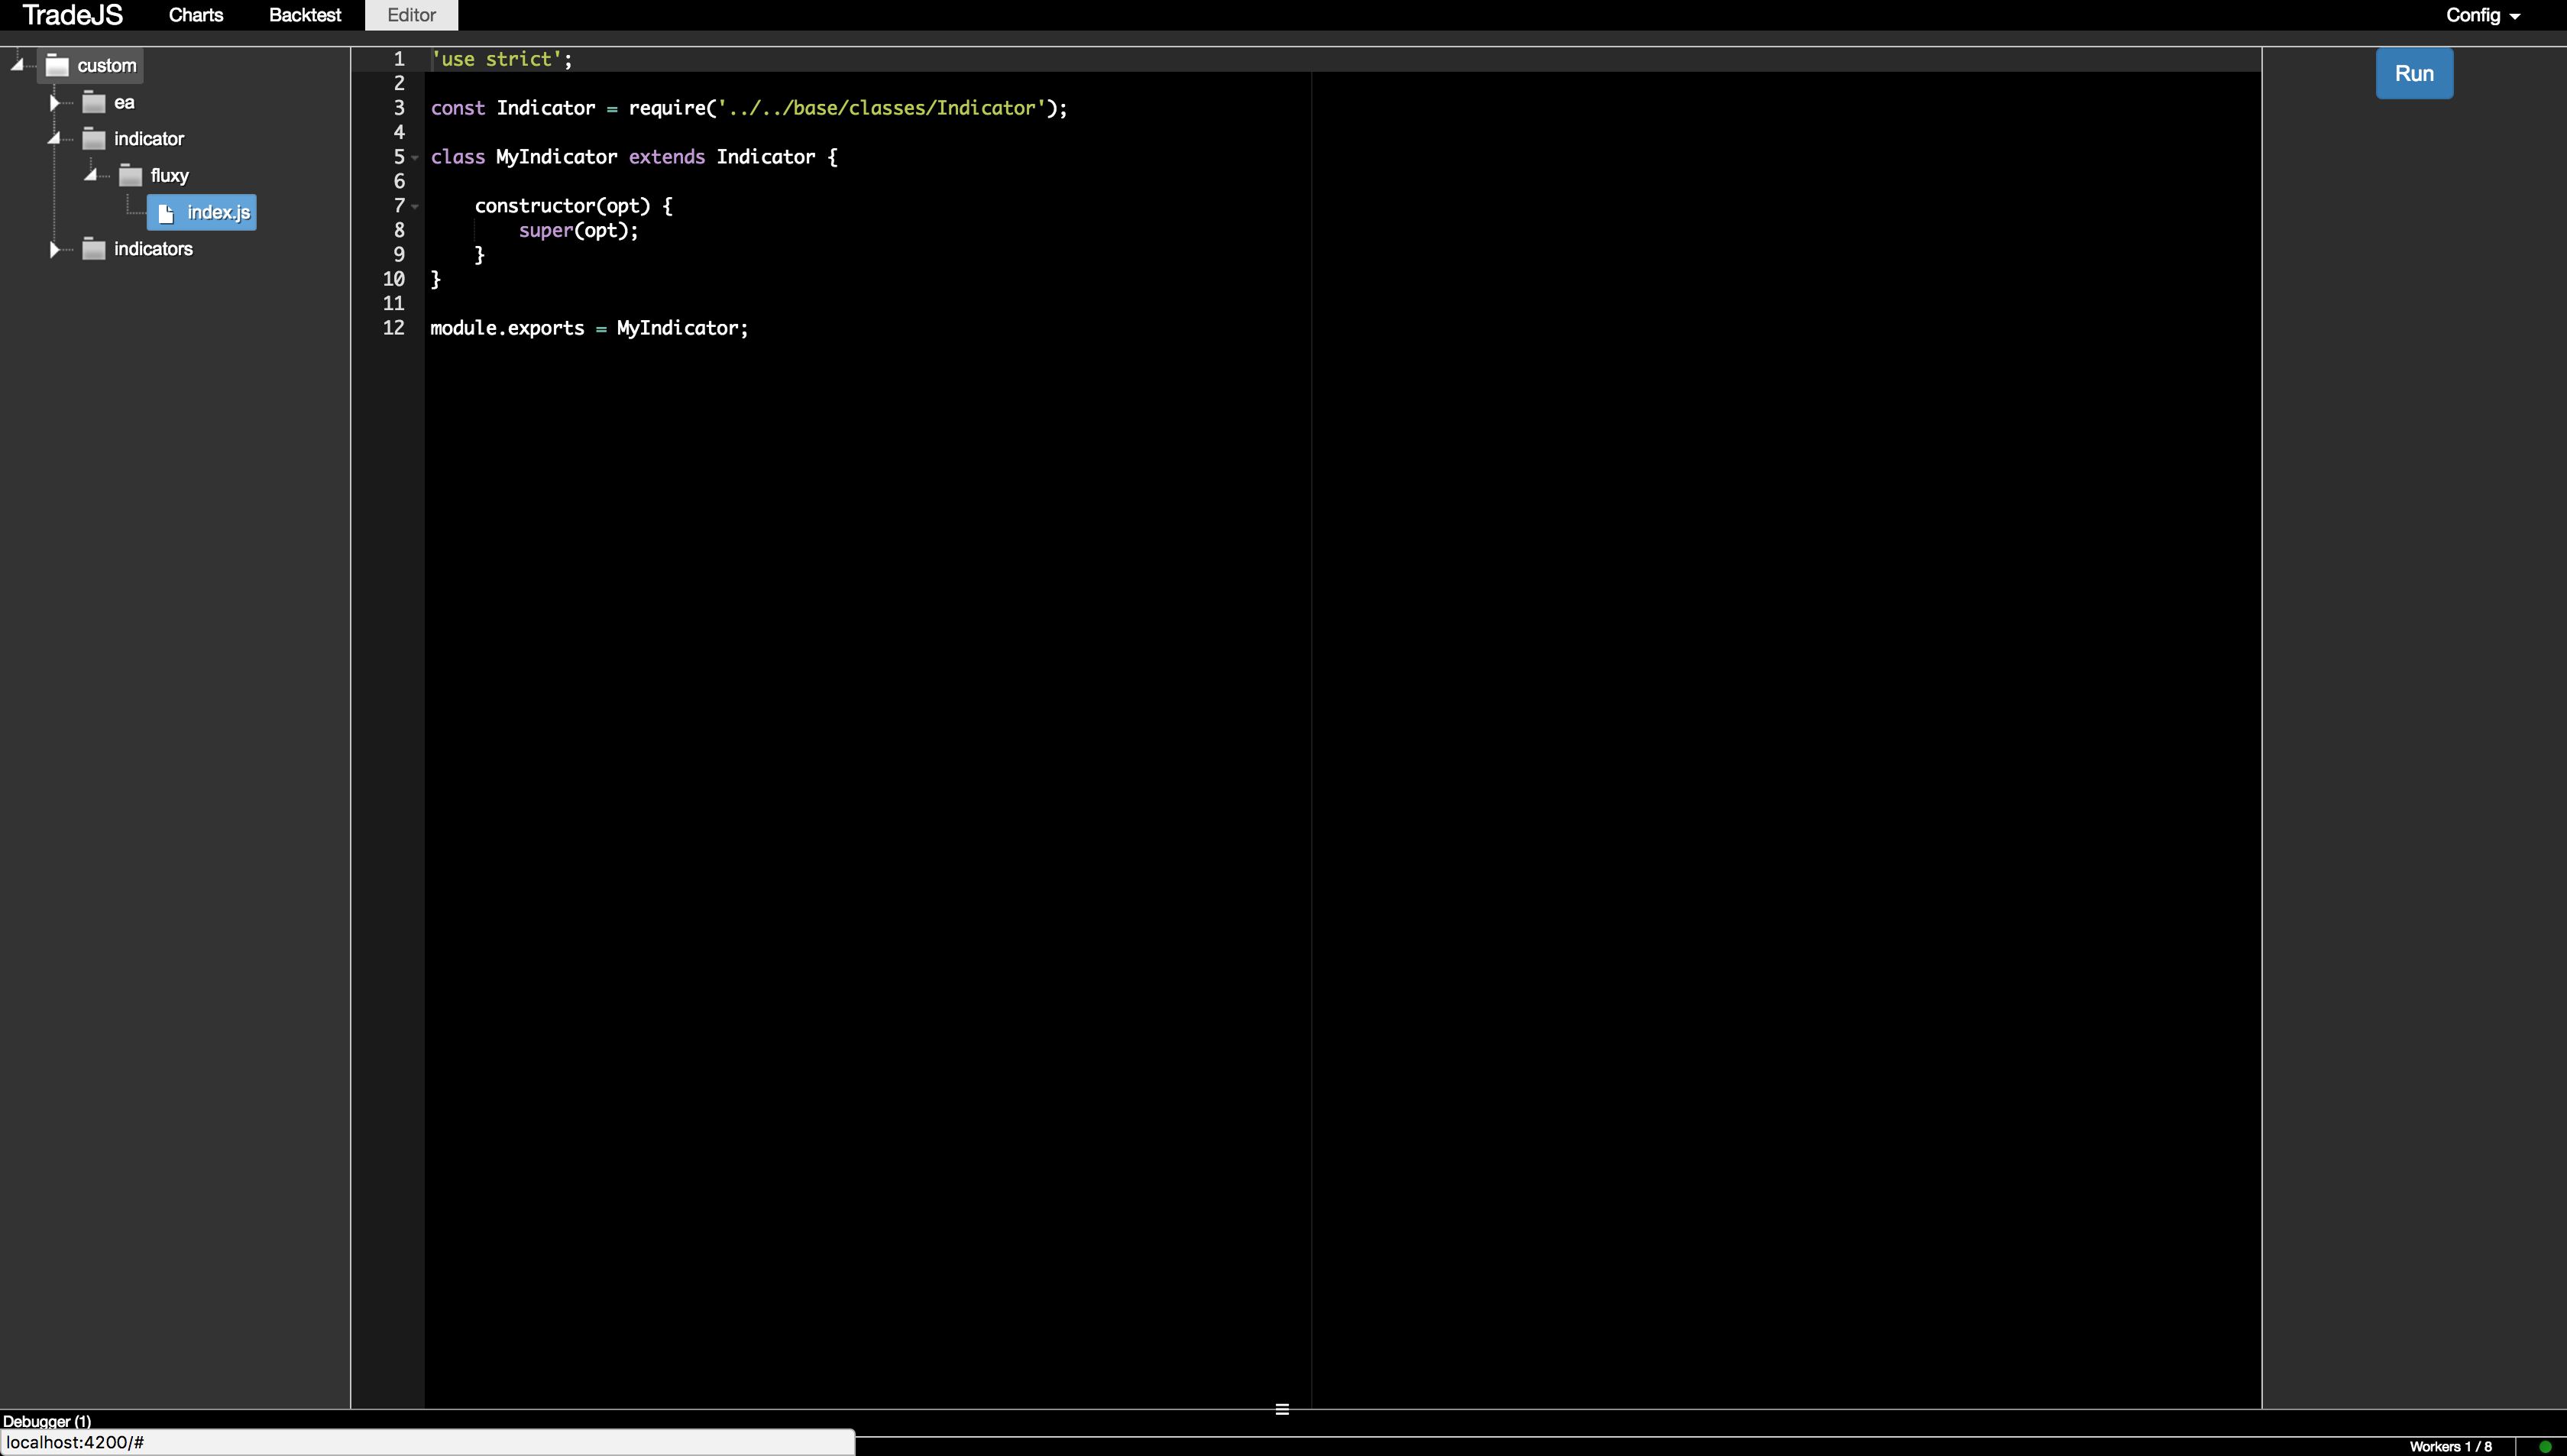 TradeJS Charts Backtest Editor Config
custom
ea
indicator
fluxy
index.js
indicators
1 'use strict';
2
3 const Indicator = require('../../base/classes/Indicator');
4
5 class MyIndicator extends Indicator {
6
7 constructor(opt) {
8 super(opt);
9 }
10 }
11
12 module.exports = MyIndicator;
Run
Debugger (1)
localhost:4200/#
Workers 1 / 8